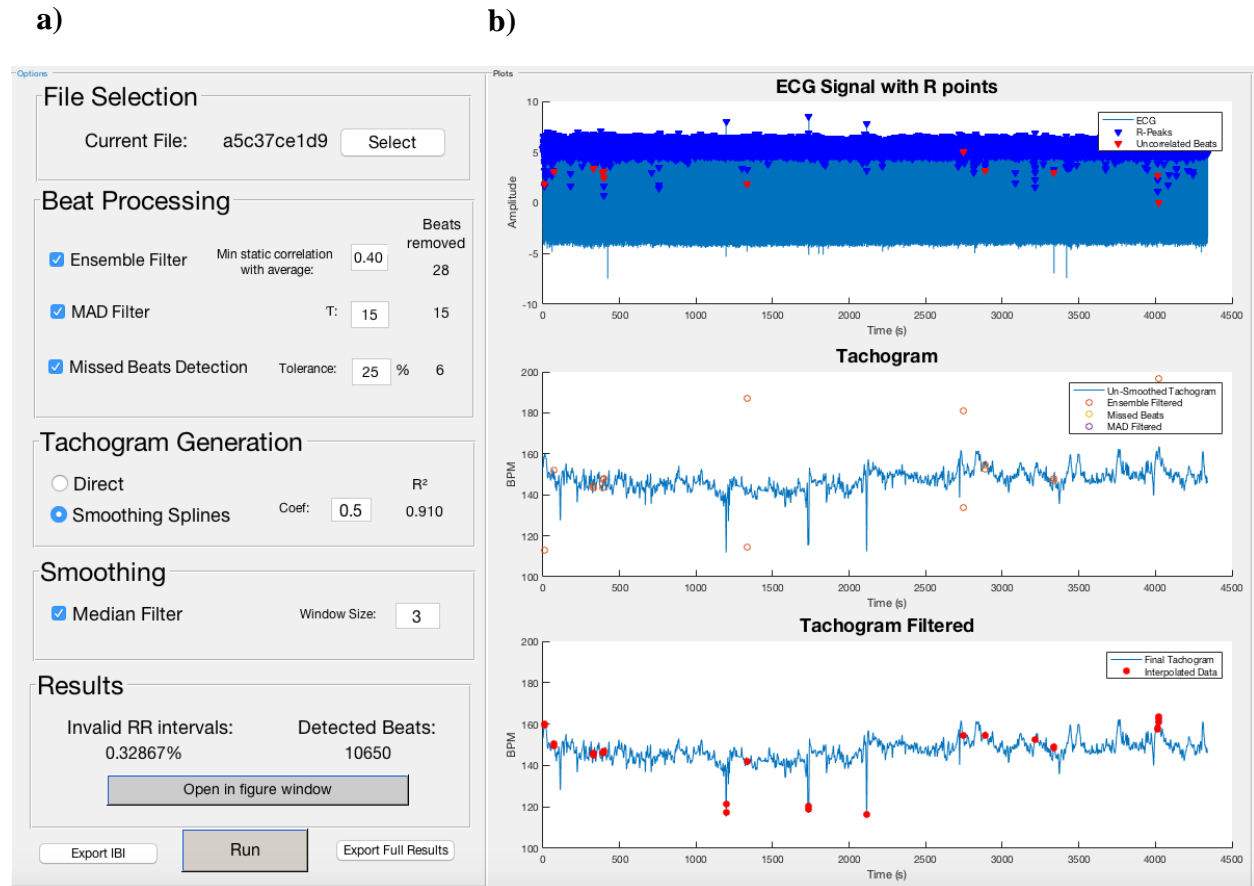 a)
b)
Options
File Selection
Current File: a5c37ce1d9 Select
Beat Processing
Beats
removed
Ensemble Filter Min static correlation
with average: 0.40 28
MAD Filter Ƭ: 15 15
Missed Beats Detection Tolerance: 25 % 6
Tachogram Generation
Direct R²
Smoothing Splines Coef: 0.5 0.910
Smoothing
Median Filter Window Size: 3
Results
Invalid RR intervals: Detected Beats:
0.32867% 10650
Open in figure window
Export IBI Run Export Full Results
Plots
ECG Signal with R points
ECG
R-Peaks
Uncorrelated Beats
Amplitude
10
5
0
-5
-10
0 500 1000 1500 2000 2500 3000 3500 4000 4500
Time (s)
Tachogram
Un-Smoothed Tachogram
Ensemble Filtered
Missed Beats
MAD Filtered
BPM
200
180
160
140
120
100
0 500 1000 1500 2000 2500 3000 3500 4000 4500
Time (s)
Tachogram Filtered
Final Tachogram
Interpolated Data
BPM
200
180
160
140
120
100
0 500 1000 1500 2000 2500 3000 3500 4000 4500
Time (s)